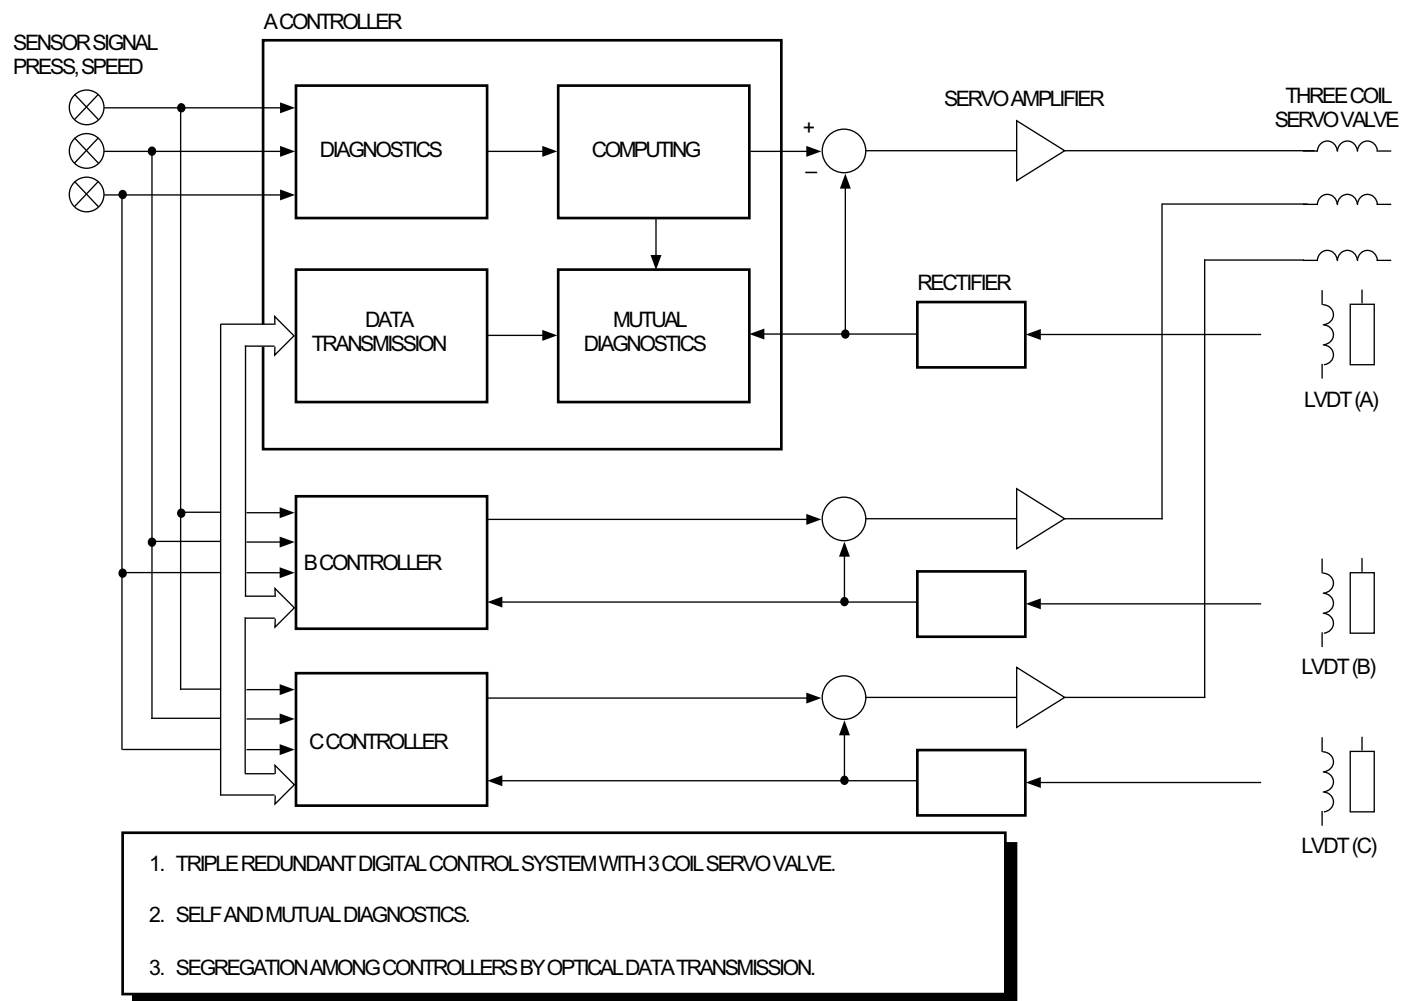 A CONTROLLER
SENSOR SIGNAL
PRESS, SPEED
DIAGNOSTICS
COMPUTING
+
–
SERVO AMPLIFIER
THREE COIL
SERVO VALVE
DATA
TRANSMISSION
MUTUAL
DIAGNOSTICS
RECTIFIER
LVDT (A)
B CONTROLLER
LVDT (B)
C CONTROLLER
LVDT (C)
1. TRIPLE REDUNDANT DIGITAL CONTROL SYSTEM WITH 3 COIL SERVO VALVE.
2. SELF AND MUTUAL DIAGNOSTICS.
3. SEGREGATION AMONG CONTROLLERS BY OPTICAL DATA TRANSMISSION.